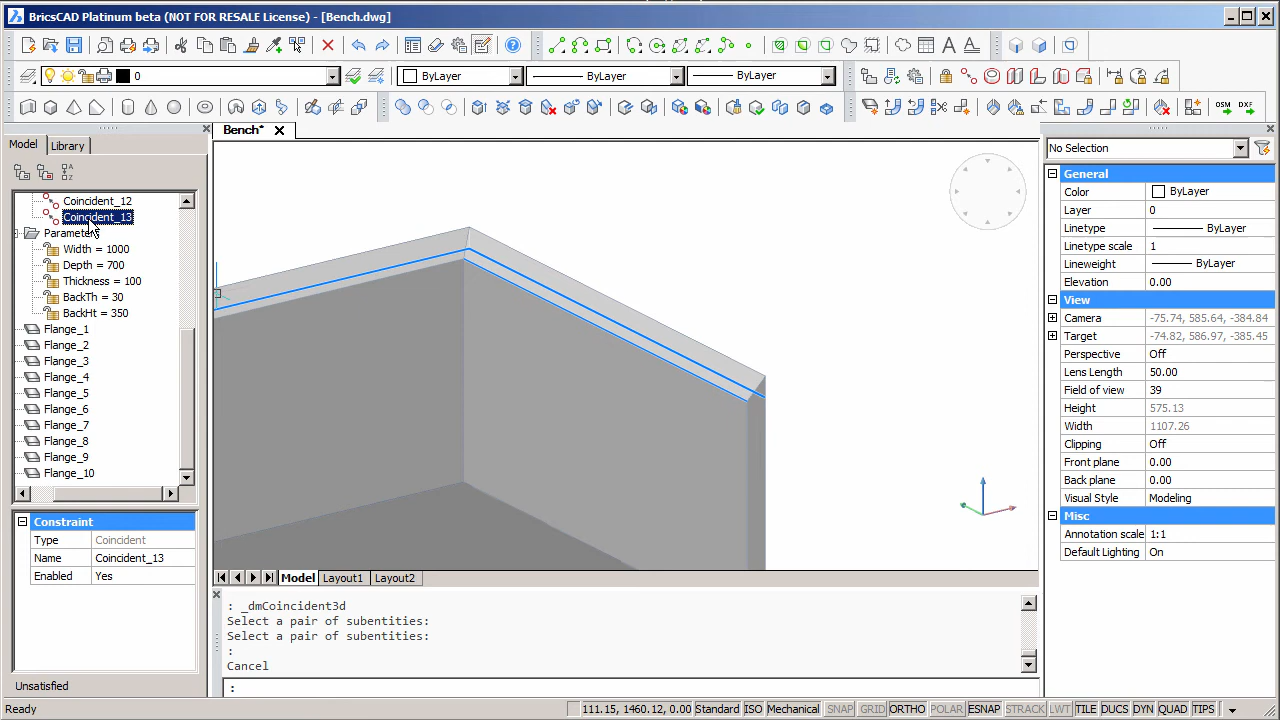 BricsCAD Platinum beta (NOT FOR RESALE License) - [Bench.dwg]
0
ByLayer
ByLayer
ByLayer
OSM
DXF
Model
Library
Bench*
No Selection
Coincident_12
Coincident_13
Parameters
Width = 1000
Depth = 700
Thickness = 100
BackTh = 30
BackHt = 350
Flange_1
Flange_2
Flange_3
Flange_4
Flange_5
Flange_6
Flange_7
Flange_8
Flange_9
Flange_10
Constraint
Type Coincident
Name Coincident_13
Enabled Yes
Unsatisfied
General
Color ByLayer
Layer 0
Linetype ByLayer
Linetype scale 1
Lineweight ByLayer
Elevation 0.00
View
Camera -75.74, 585.64, -384.84
Target -74.82, 586.97, -385.45
Perspective Off
Lens Length 50.00
Field of view 39
Height 575.13
Width 1107.26
Clipping Off
Front plane 0.00
Back plane 0.00
Visual Style Modeling
Misc
Annotation scale 1:1
Default Lighting On
Model Layout1 Layout2
: _dmCoincident3d
Select a pair of subentities:
Select a pair of subentities:
:
Cancel
:
Ready
111.15, 1460.12, 0.00 Standard ISO Mechanical SNAP GRID ORTHO POLAR ESNAP STRACK LWT TILE DUCS DYN QUAD TIPS